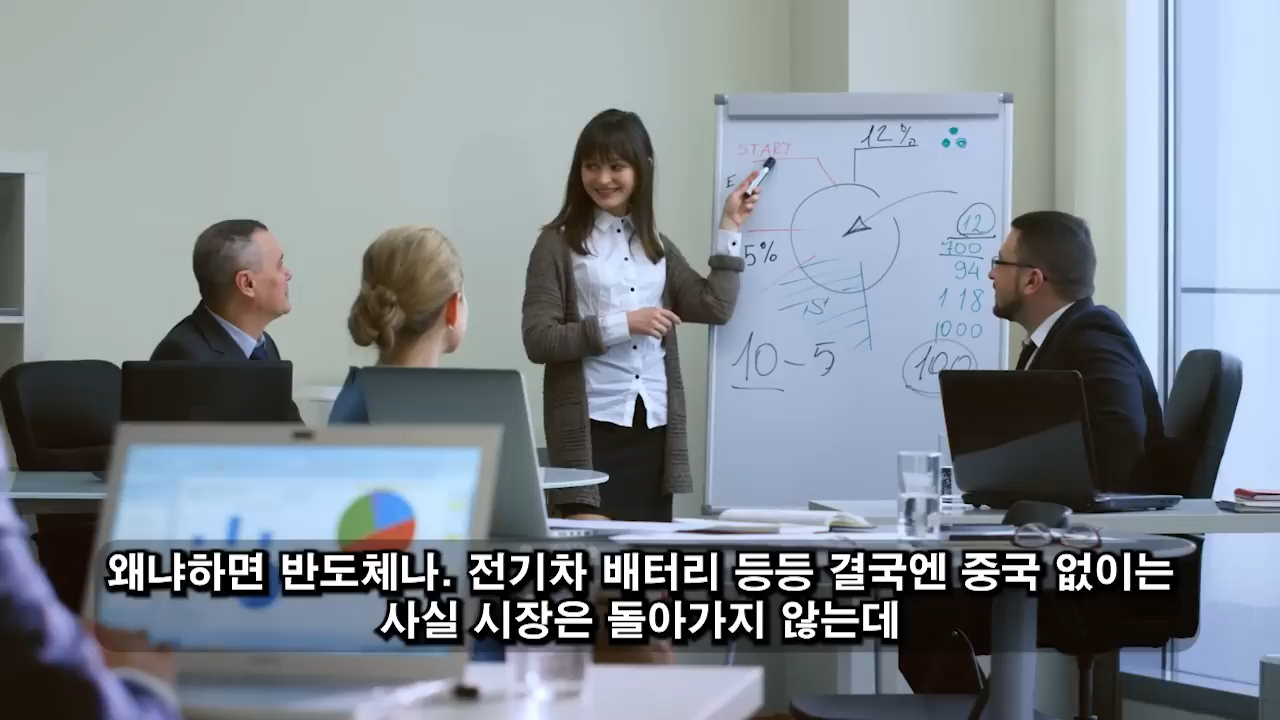 START
12%
E
5%
12
700
94
118
1000
S
10-5
100
왜냐하면 반도체나. 전기차 배터리 등등 결국엔 중국 없이는
사실 시장은 돌아가지 않는데